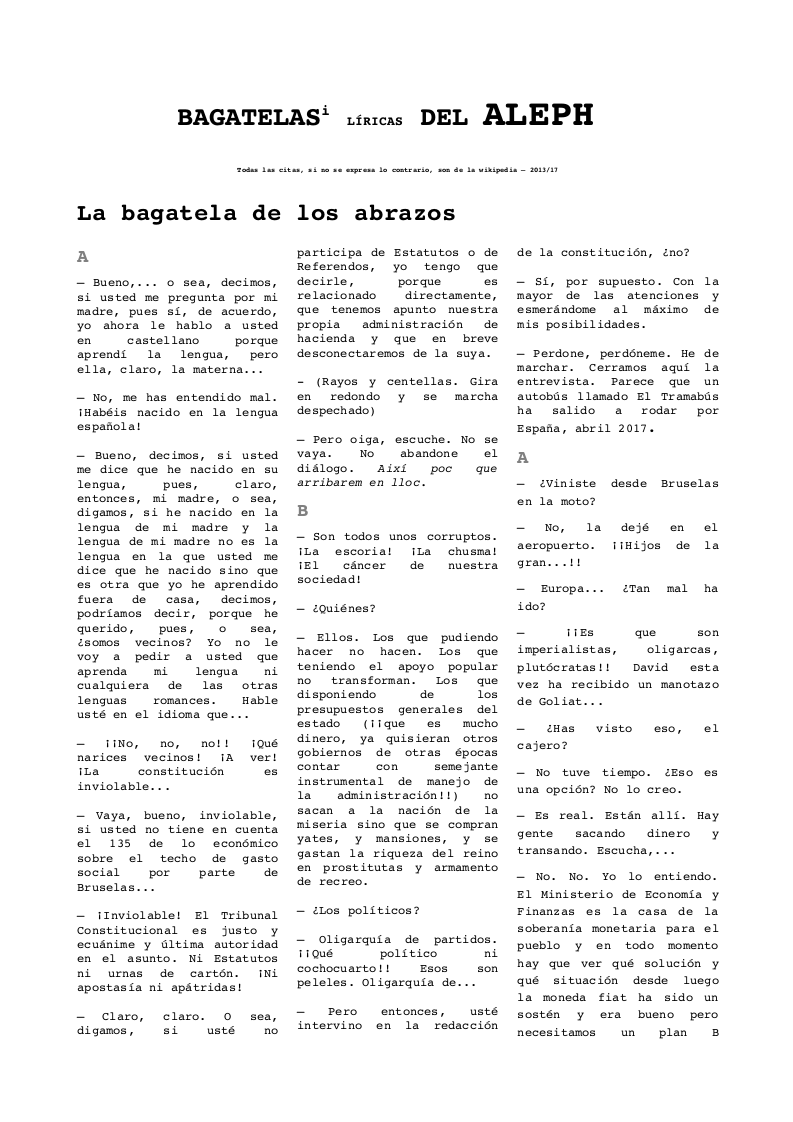 BAGATELASⁱ LÍRICAS DEL ALEPH
Todas las citas, si no se expresa lo contrario, son de la wikipedia – 2013/17
La bagatela de los abrazos
A
– Bueno,... o sea, decimos,
si usted me pregunta por mi
madre, pues sí, de acuerdo,
yo ahora le hablo a usted
en castellano porque
aprendí la lengua, pero
ella, claro, la materna...
– No, me has entendido mal.
¡Habéis nacido en la lengua
española!
– Bueno, decimos, si usted
me dice que he nacido en su
lengua, pues, claro,
entonces, mi madre, o sea,
digamos, si he nacido en la
lengua de mi madre y la
lengua de mi madre no es la
lengua en la que usted me
dice que he nacido sino que
es otra que yo he aprendido
fuera de casa, decimos,
podríamos decir, porque he
querido, pues, o sea,
¿somos vecinos? Yo no le
voy a pedir a usted que
aprenda mi lengua ni
cualquiera de las otras
lenguas romances. Hable
usté en el idioma que...
– ¡¡No, no, no!! ¡Qué
narices vecinos! ¡A ver!
¡La constitución es
inviolable...
– Vaya, bueno, inviolable,
si usted no tiene en cuenta
el 135 de lo económico
sobre el techo de gasto
social por parte de
Bruselas...
– ¡Inviolable! El Tribunal
Constitucional es justo y
ecuánime y última autoridad
en el asunto. Ni Estatutos
ni urnas de cartón. ¡Ni
apostasía ni apátridas!
– Claro, claro. O sea,
digamos, si usté no
participa de Estatutos o de
Referendos, yo tengo que
decirle, porque es
relacionado directamente,
que tenemos apunto nuestra
propia administración de
hacienda y que en breve
desconectaremos de la suya.
- (Rayos y centellas. Gira
en redondo y se marcha
despechado)
– Pero oiga, escuche. No se
vaya. No abandone el
diálogo. Així poc que
arribarem en lloc.
B
– Son todos unos corruptos.
¡La escoria! ¡La chusma!
¡El cáncer de nuestra
sociedad!
– ¿Quiénes?
– Ellos. Los que pudiendo
hacer no hacen. Los que
teniendo el apoyo popular
no transforman. Los que
disponiendo de los
presupuestos generales del
estado (¡¡que es mucho
dinero, ya quisieran otros
gobiernos de otras épocas
contar con semejante
instrumental de manejo de
la administración!!) no
sacan a la nación de la
miseria sino que se compran
yates, y mansiones, y se
gastan la riqueza del reino
en prostitutas y armamento
de recreo.
– ¿Los políticos?
– Oligarquía de partidos.
¡¡Qué político ni
cochocuarto!! Esos son
peleles. Oligarquía de...
– Pero entonces, usté
intervino en la redacción
de la constitución, ¿no?
– Sí, por supuesto. Con la
mayor de las atenciones y
esmerándome al máximo de
mis posibilidades.
– Perdone, perdóneme. He de
marchar. Cerramos aquí la
entrevista. Parece que un
autobús llamado El Tramabús
ha salido a rodar por
España, abril 2017.
A
– ¿Viniste desde Bruselas
en la moto?
– No, la dejé en el
aeropuerto. ¡¡Hijos de la
gran...!!
– Europa... ¿Tan mal ha
ido?
– ¡¡Es que son
imperialistas, oligarcas,
plutócratas!! David esta
vez ha recibido un manotazo
de Goliat...
– ¿Has visto eso, el
cajero?
– No tuve tiempo. ¿Eso es
una opción? No lo creo.
– Es real. Están allí. Hay
gente sacando dinero y
transando. Escucha,...
– No. No. Yo lo entiendo.
El Ministerio de Economía y
Finanzas es la casa de la
soberanía monetaria para el
pueblo y en todo momento
hay que ver qué solución y
qué situación desde luego
la moneda fiat ha sido un
sostén y era bueno pero
necesitamos un plan B